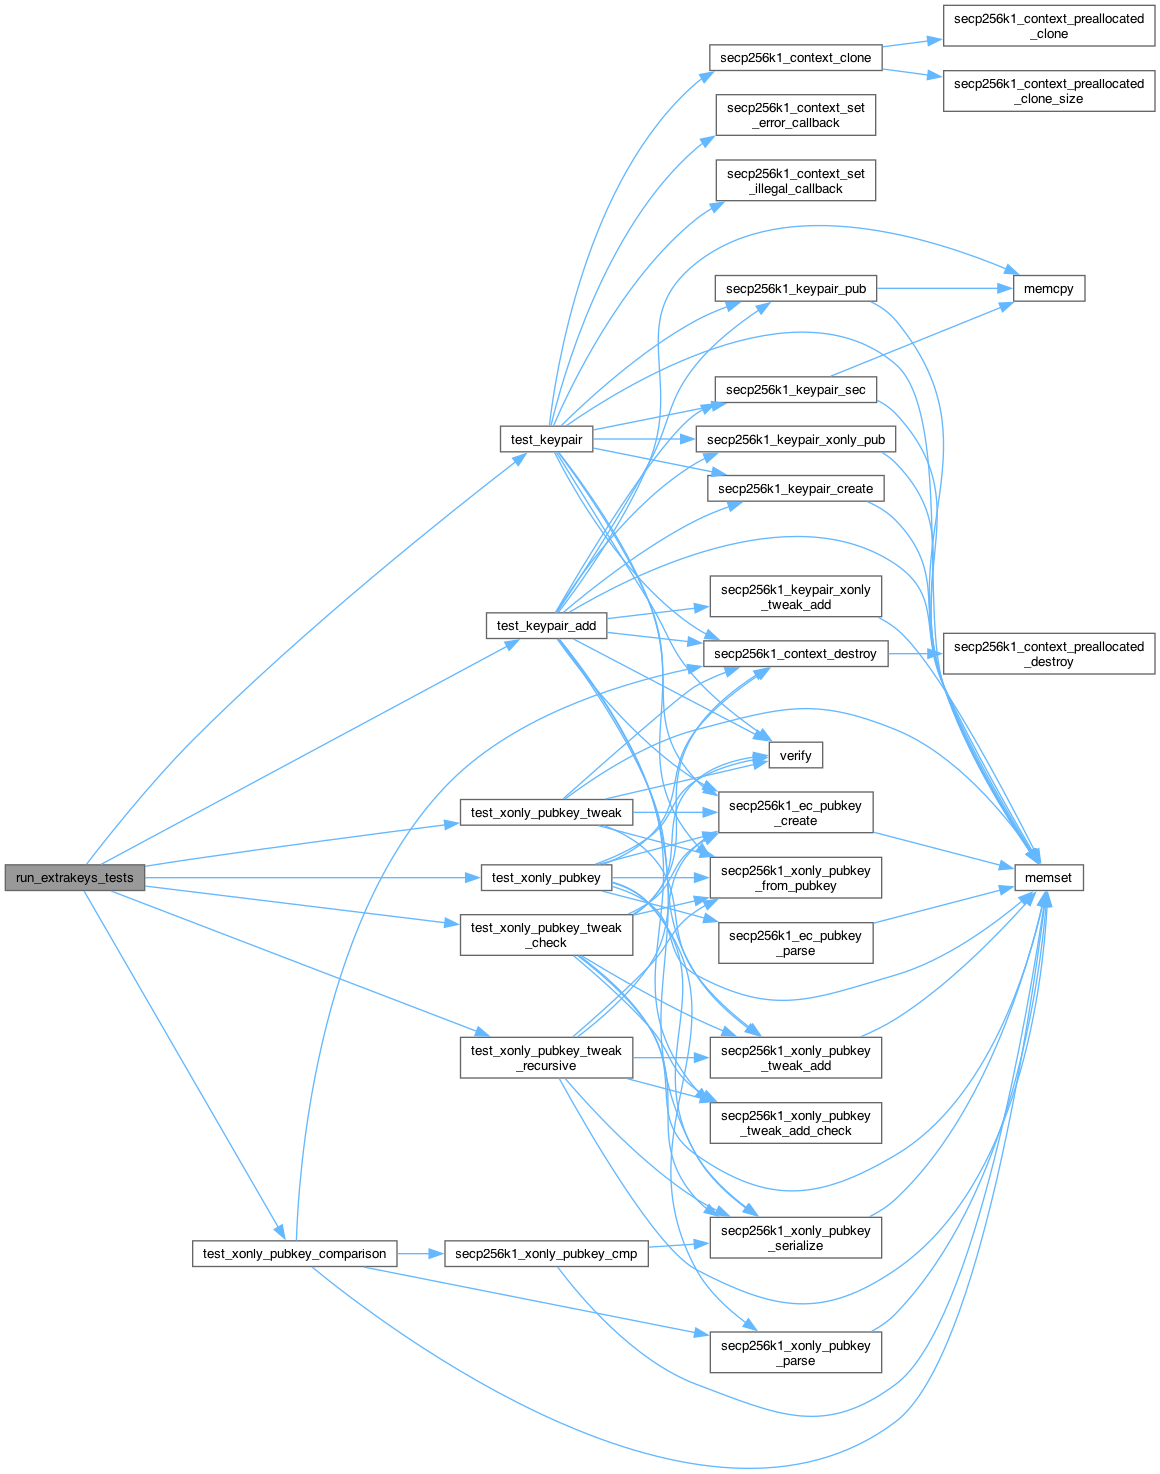 secp256k1_context_preallocated
_clone
secp256k1_context_clone
secp256k1_context_preallocated
_clone_size
secp256k1_context_set
_error_callback
secp256k1_context_set
_illegal_callback
secp256k1_keypair_pub
memcpy
secp256k1_keypair_sec
test_keypair
secp256k1_keypair_xonly_pub
secp256k1_keypair_create
secp256k1_keypair_xonly
_tweak_add
test_keypair_add
secp256k1_context_destroy
secp256k1_context_preallocated
_destroy
verify
test_xonly_pubkey_tweak
secp256k1_ec_pubkey
_create
run_extrakeys_tests
test_xonly_pubkey
secp256k1_xonly_pubkey
_from_pubkey
memset
test_xonly_pubkey_tweak
_check
secp256k1_ec_pubkey
_parse
test_xonly_pubkey_tweak
_recursive
secp256k1_xonly_pubkey
_tweak_add
secp256k1_xonly_pubkey
_tweak_add_check
secp256k1_xonly_pubkey
_serialize
test_xonly_pubkey_comparison
secp256k1_xonly_pubkey_cmp
secp256k1_xonly_pubkey
_parse